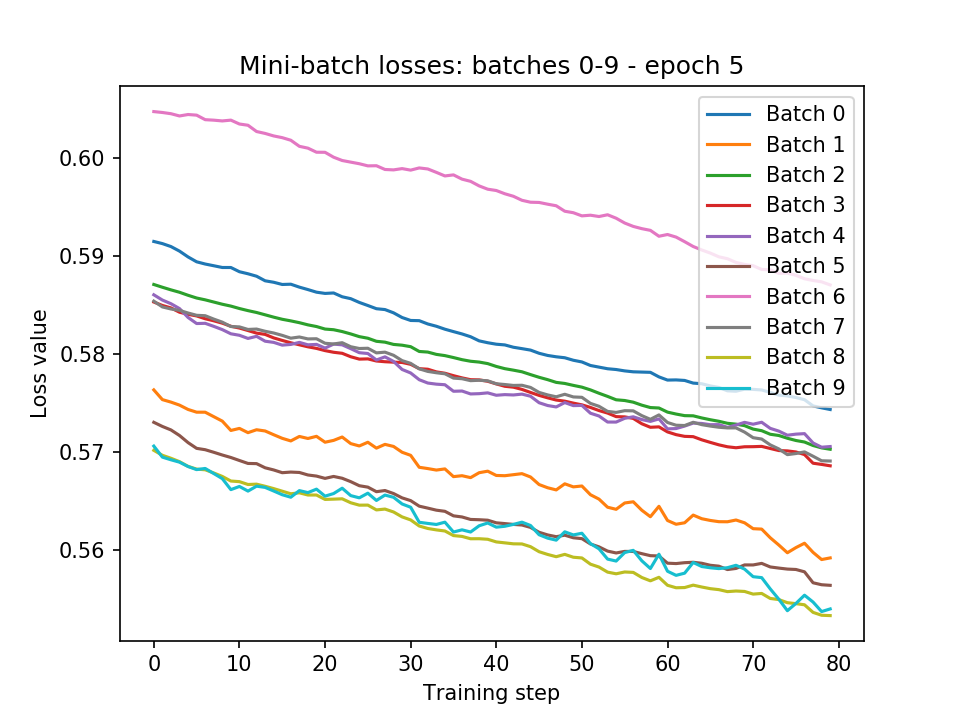 Mini-batch losses: batches 0-9 - epoch 5
Loss value
0.60
0.59
0.58
0.57
0.56
Batch 0
Batch 1
Batch 2
Batch 3
Batch 4
Batch 5
Batch 6
Batch 7
Batch 8
Batch 9
0 10 20 30 40 50 60 70 80
Training step